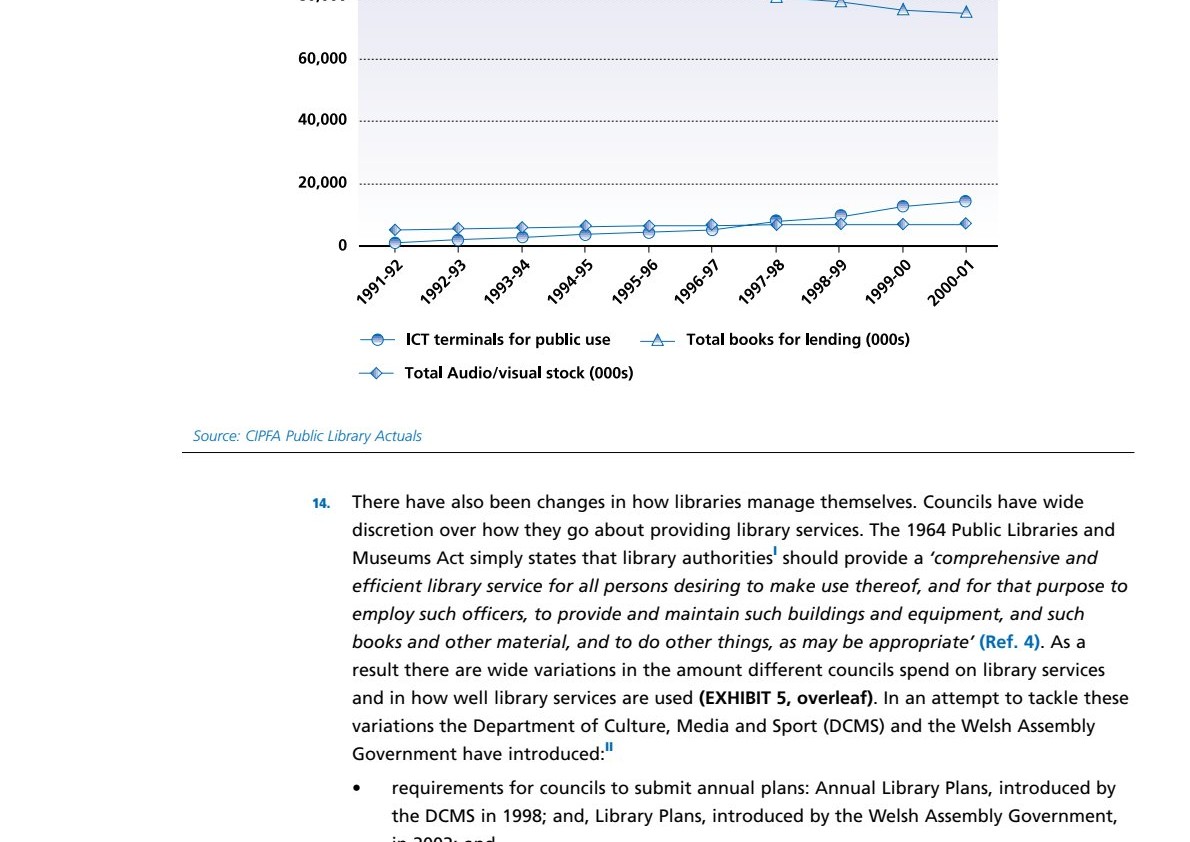 60,000
40,000
20,000
0
1991-92
1992-93
1993-94
1994-95
1995-96
1996-97
1997-98
1998-99
1999-00
2000-01
ICT terminals for public use
Total books for lending (000s)
Total Audio/visual stock (000s)
Source: CIPFA Public Library Actuals
14. There have also been changes in how libraries manage themselves. Councils have wide
discretion over how they go about providing library services. The 1964 Public Libraries and
Museums Act simply states that library authoritiesI should provide a ‘comprehensive and
efficient library service for all persons desiring to make use thereof, and for that purpose to
employ such officers, to provide and maintain such buildings and equipment, and such
books and other material, and to do other things, as may be appropriate’ (Ref. 4). As a
result there are wide variations in the amount different councils spend on library services
and in how well library services are used (EXHIBIT 5, overleaf). In an attempt to tackle these
variations the Department of Culture, Media and Sport (DCMS) and the Welsh Assembly
Government have introduced:II
• requirements for councils to submit annual plans: Annual Library Plans, introduced by
the DCMS in 1998; and, Library Plans, introduced by the Welsh Assembly Government,